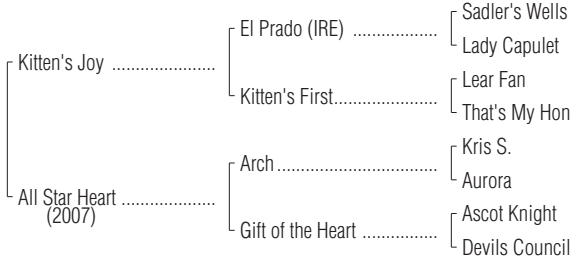 Sadler's Wells
El Prado (IRE) ..................
Lady Capulet
Kitten's Joy ......................
Lear Fan
Kitten's First......................
That's My Hon
Kris S.
Arch..................................
Aurora
All Star Heart ....................
(2007)
Ascot Knight
Gift of the Heart ................
Devils Council